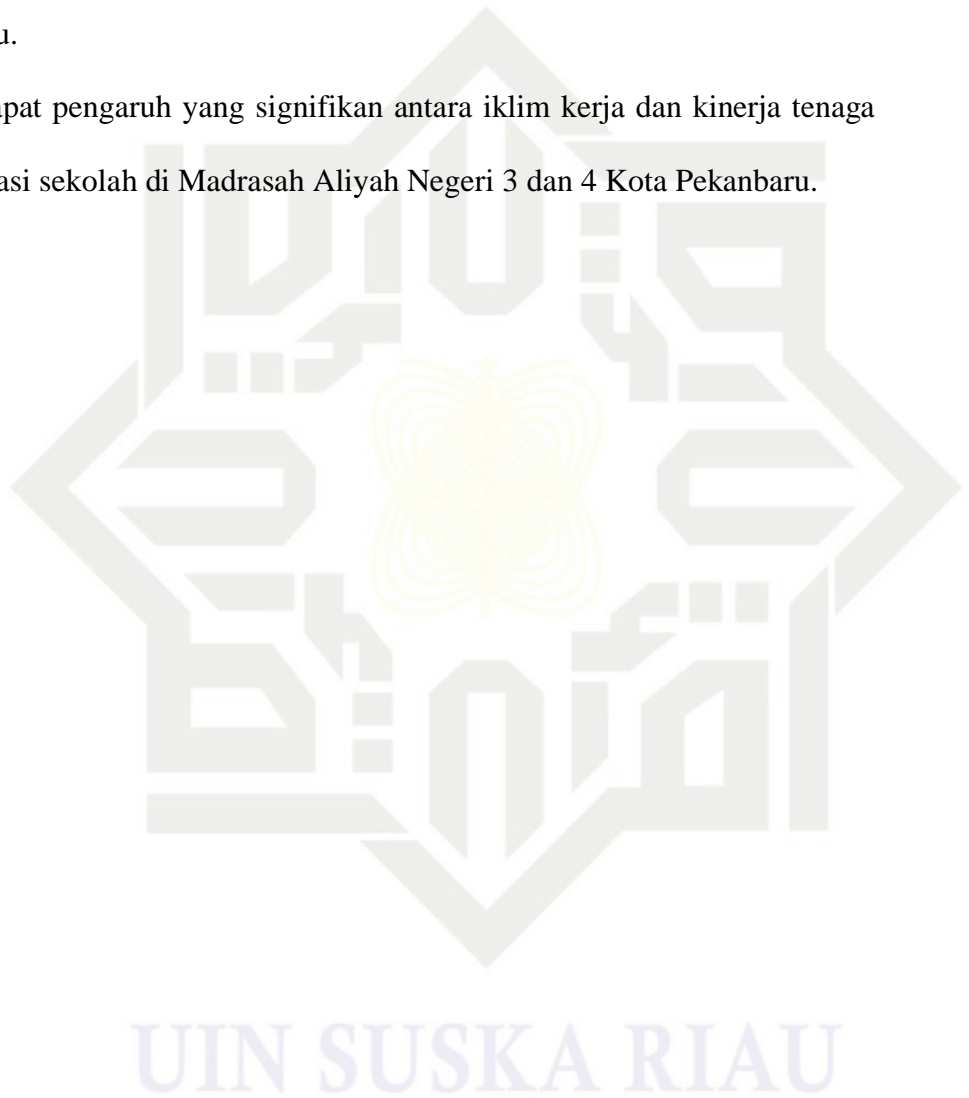 u.
apat pengaruh yang signifikan antara iklim kerja dan kinerja tenaga
asi sekolah di Madrasah Aliyah Negeri 3 dan 4 Kota Pekanbaru.
UIN SUSKA RIAU